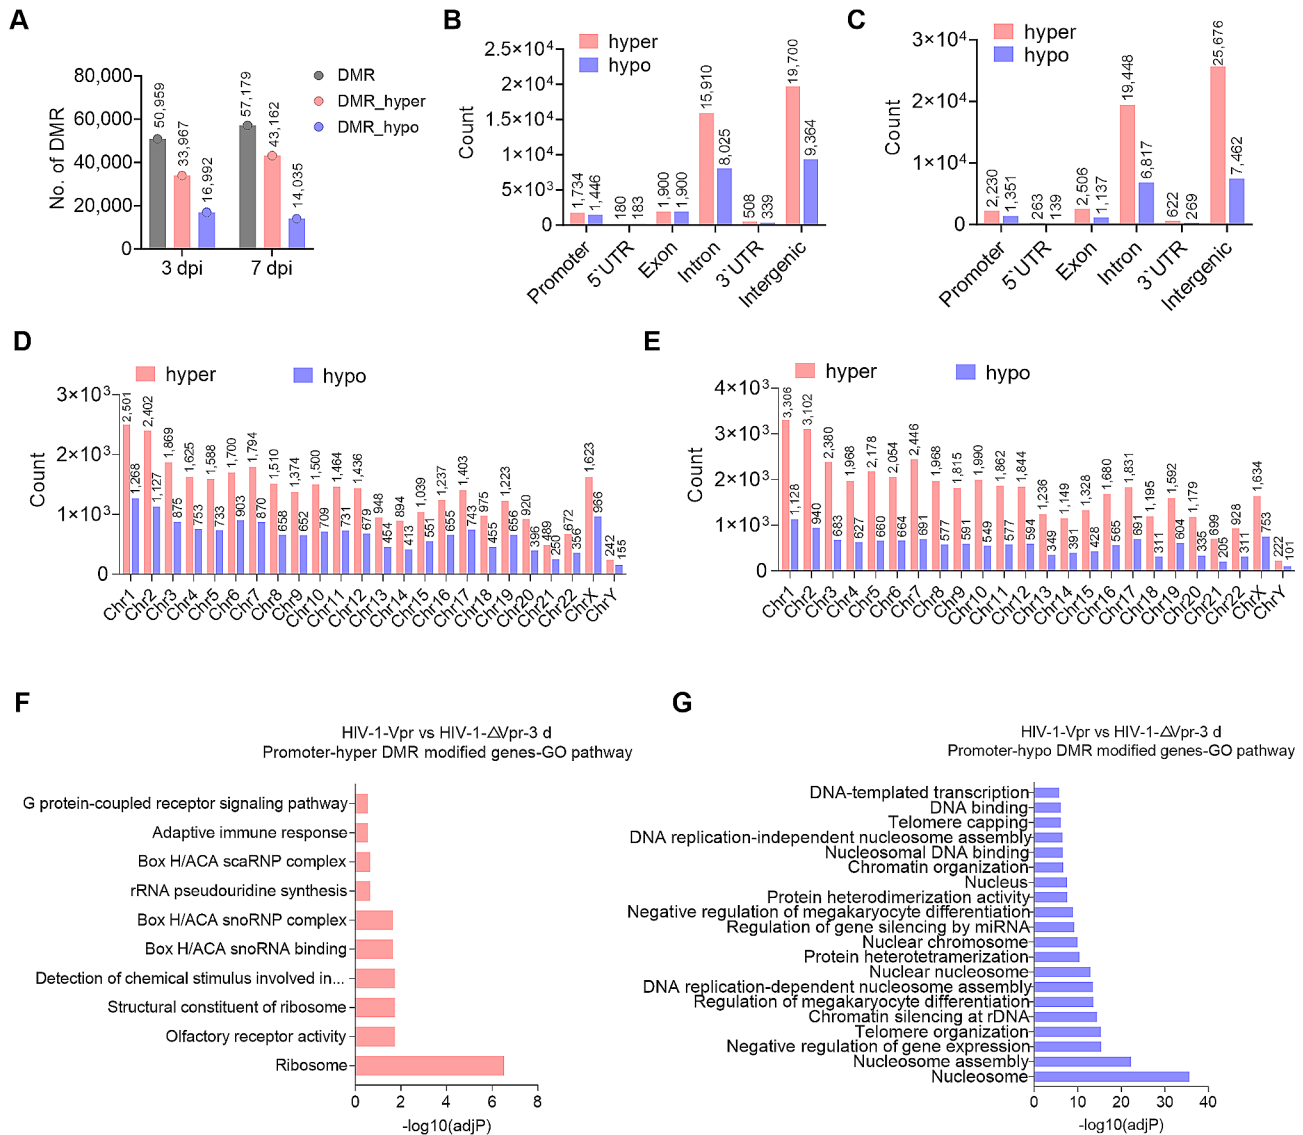 A
80,000
60,000
40,000
20,000
0
No. of DMR
50,959
33,967
16,992
57,179
43,162
14,035
3 dpi
7 dpi
DMR
DMR_hyper
DMR_hypo
B
hyper
hypo
2.5×10⁴
2×10⁴
1.5×10⁴
1×10⁴
5×10³
0
Count
1,734
1,446
180
183
1,900
1,900
15,910
8,025
508
339
19,700
9,364
Promoter
5`UTR
Exon
Intron
3`UTR
Intergenic
C
hyper
hypo
3×10⁴
2×10⁴
1×10⁴
0
Count
2,230
1,351
263
139
2,506
1,137
19,448
6,817
622
269
25,676
7,462
Promoter
5`UTR
Exon
Intron
3`UTR
Intergenic
D
hyper
hypo
3×10³
2×10³
1×10³
0
Count
2,501
1,268
2,402
1,127
1,869
875
1,625
753
1,588
733
1,700
903
1,794
870
1,510
658
1,374
652
1,500
709
1,464
731
1,436
679
948
454
894
413
1,039
551
1,237
655
1,403
743
975
455
1,223
656
920
396
489
250
672
356
1,623
966
242
155
Chr1
Chr2
Chr3
Chr4
Chr5
Chr6
Chr7
Chr8
Chr9
Chr10
Chr11
Chr12
Chr13
Chr14
Chr15
Chr16
Chr17
Chr18
Chr19
Chr20
Chr21
Chr22
ChrX
ChrY
E
hyper
hypo
4×10³
3×10³
2×10³
1×10³
0
Count
3,306
1,128
3,102
940
2,380
683
1,968
627
2,178
660
2,054
664
2,446
691
1,968
577
1,815
591
1,990
549
1,862
577
1,844
594
1,236
349
1,149
391
1,328
428
1,680
565
1,831
691
1,195
311
1,592
604
1,179
335
699
205
928
311
1,634
753
222
101
Chr1
Chr2
Chr3
Chr4
Chr5
Chr6
Chr7
Chr8
Chr9
Chr10
Chr11
Chr12
Chr13
Chr14
Chr15
Chr16
Chr17
Chr18
Chr19
Chr20
Chr21
Chr22
ChrX
ChrY
F
HIV-1-Vpr vs HIV-1-△Vpr-3 d
Promoter-hyper DMR modified genes-GO pathway
G protein-coupled receptor signaling pathway
Adaptive immune response
Box H/ACA scaRNP complex
rRNA pseudouridine synthesis
Box H/ACA snoRNP complex
Box H/ACA snoRNA binding
Detection of chemical stimulus involved in...
Structural constituent of ribosome
Olfactory receptor activity
Ribosome
0 2 4 6 8
-log10(adjP)
G
HIV-1-Vpr vs HIV-1-△Vpr-3 d
Promoter-hypo DMR modified genes-GO pathway
DNA-templated transcription
DNA binding
Telomere capping
DNA replication-independent nucleosome assembly
Nucleosomal DNA binding
Chromatin organization
Nucleus
Protein heterodimerization activity
Negative regulation of megakaryocyte differentiation
Regulation of gene silencing by miRNA
Nuclear chromosome
Protein heterotetramerization
Nuclear nucleosome
DNA replication-dependent nucleosome assembly
Regulation of megakaryocyte differentiation
Chromatin silencing at rDNA
Telomere organization
Negative regulation of gene expression
Nucleosome assembly
Nucleosome
0 10 20 30 40
-log10(adjP)